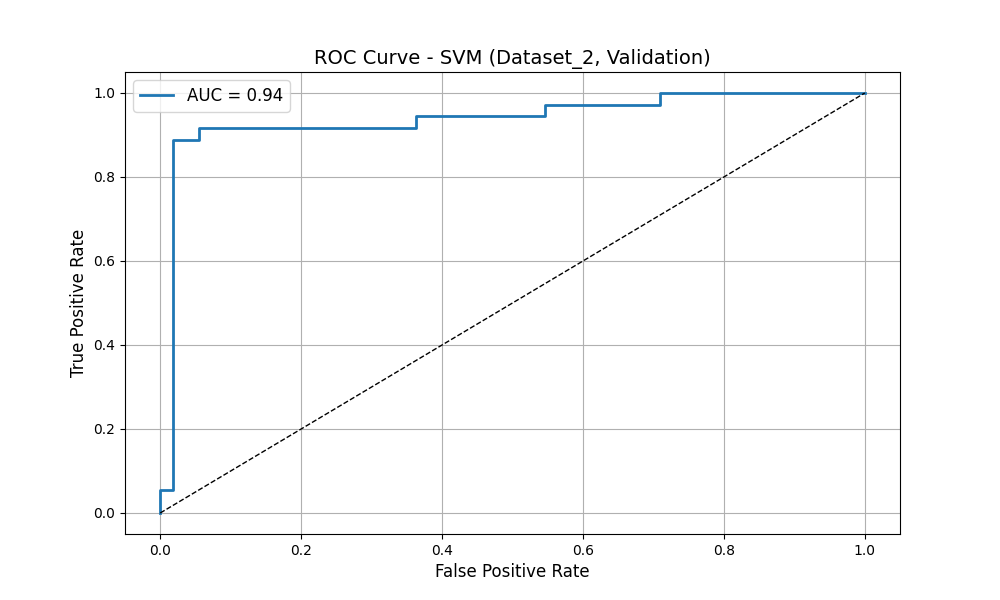 ROC Curve - SVM (Dataset_2, Validation)
AUC = 0.94
True Positive Rate
1.0
0.8
0.6
0.4
0.2
0.0
0.0 0.2 0.4 0.6 0.8 1.0
False Positive Rate